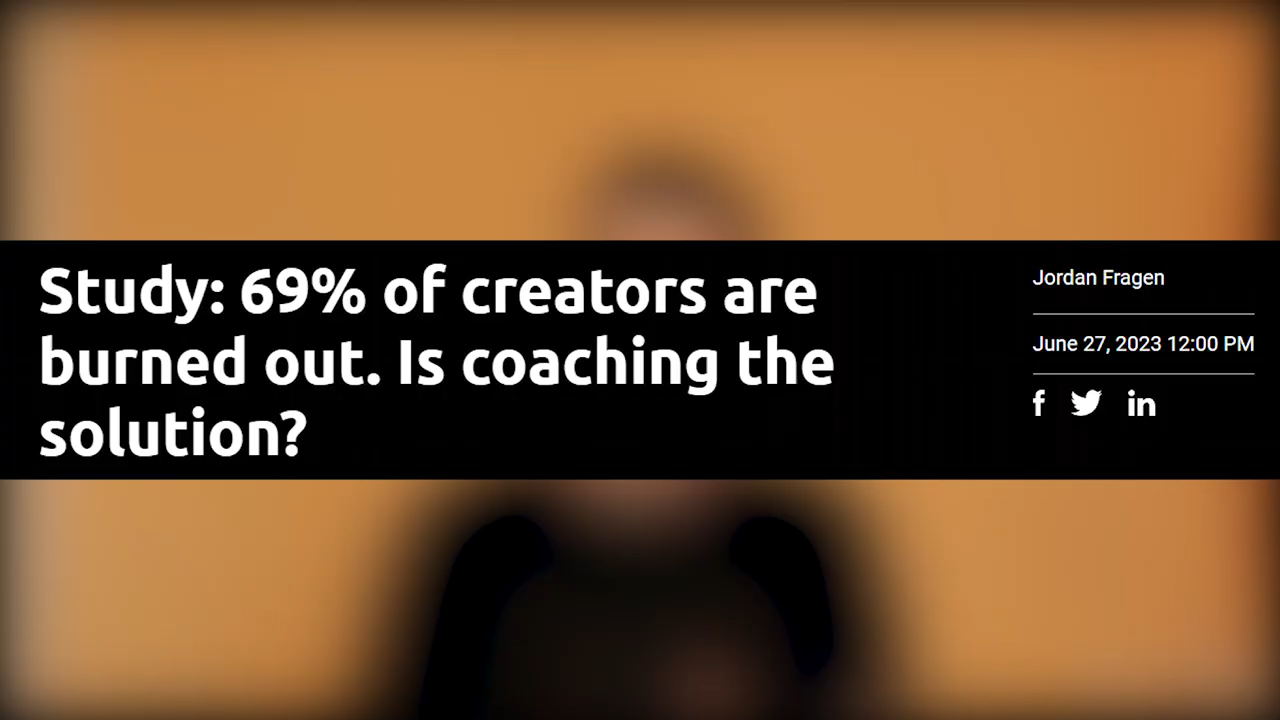 Study: 69% of creators are
burned out. Is coaching the
solution?
Jordan Fragen
June 27, 2023 12:00 PM